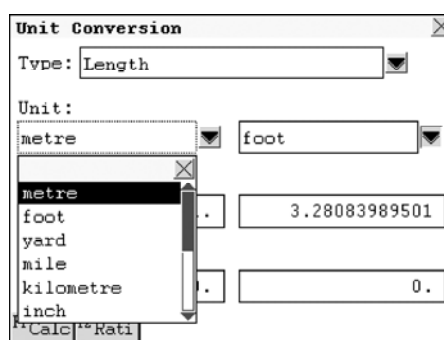 Unit Conversion
Type: Length
Unit:
metre foot
metre
foot
yard
mile
kilometre
inch
. 3.28083989501
. 0.
Calc Rati